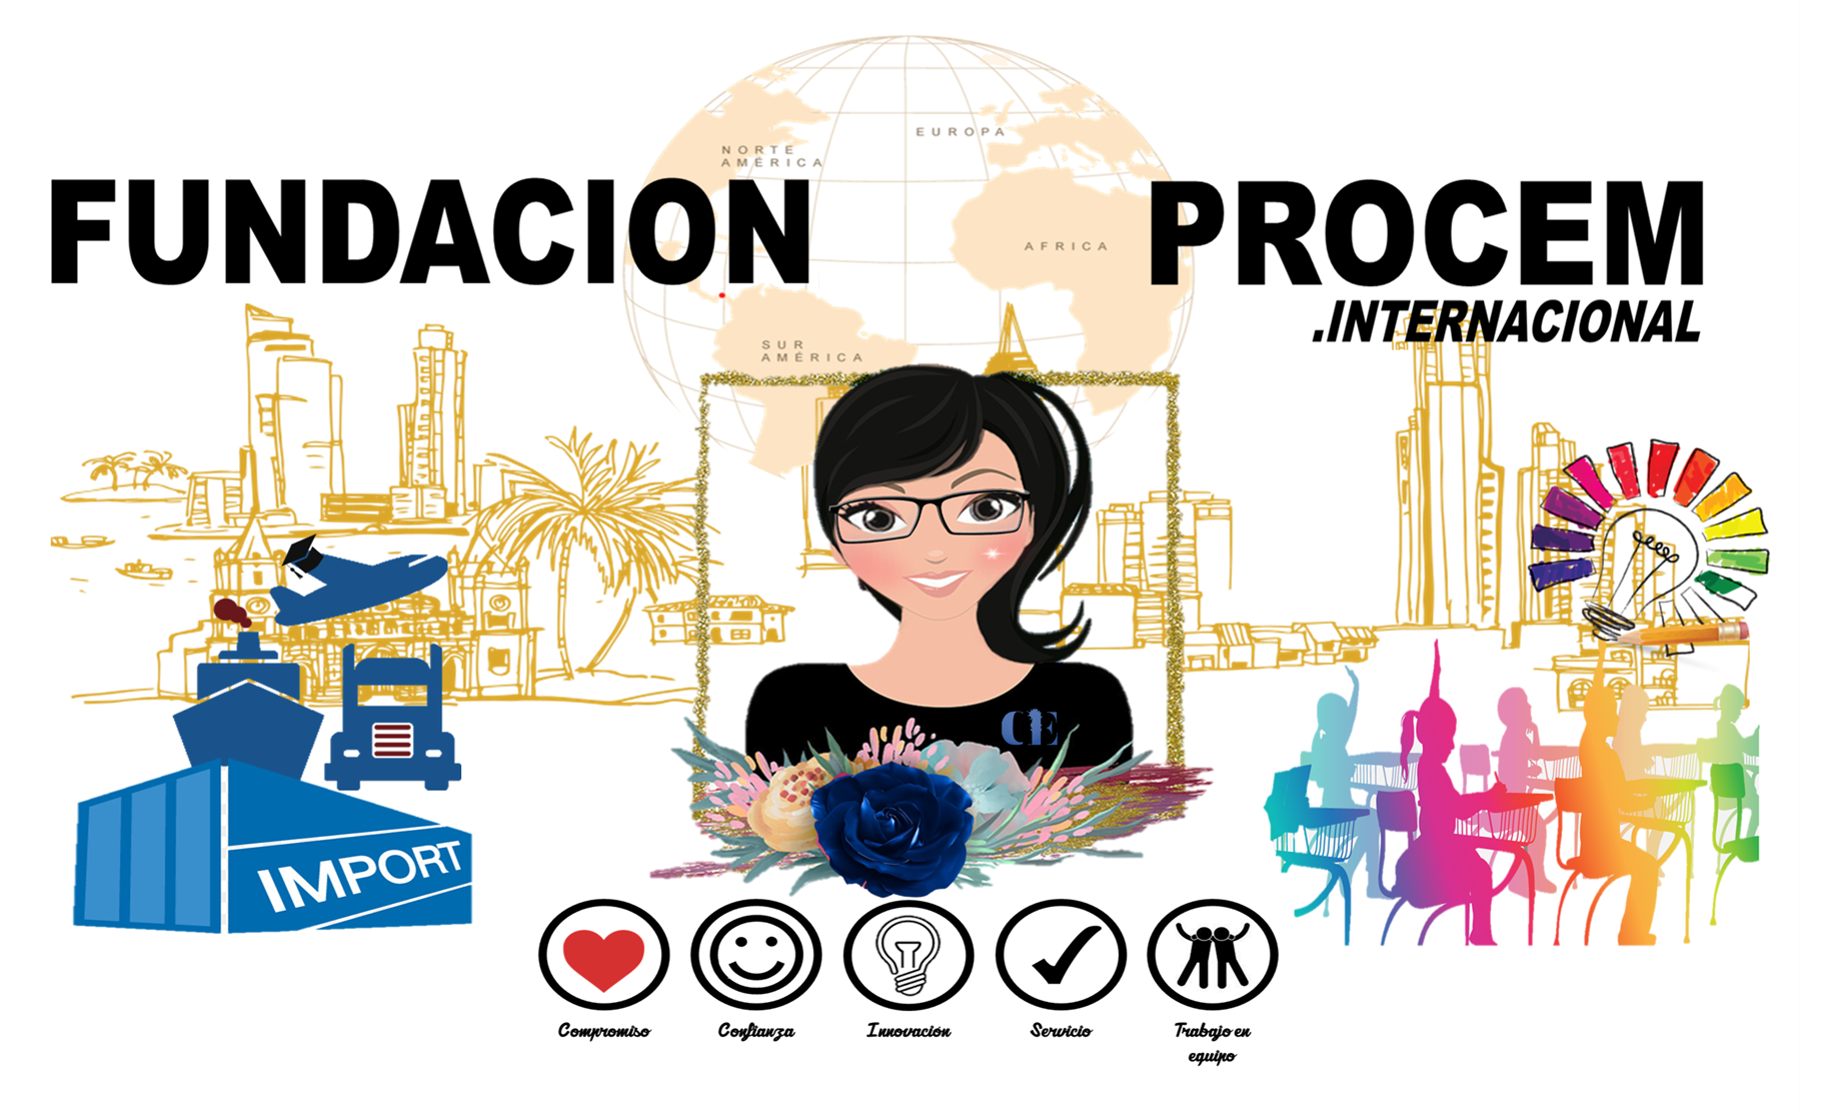 EUROPA
NORTE
AMÉRICA
FUNDACION PROCEM
AFRICA
.INTERNACIONAL
SUR
AMÉRICA
CE
IMPORT
Compromiso
Confianza
Innovación
Servicio
Trabajo en
equipo